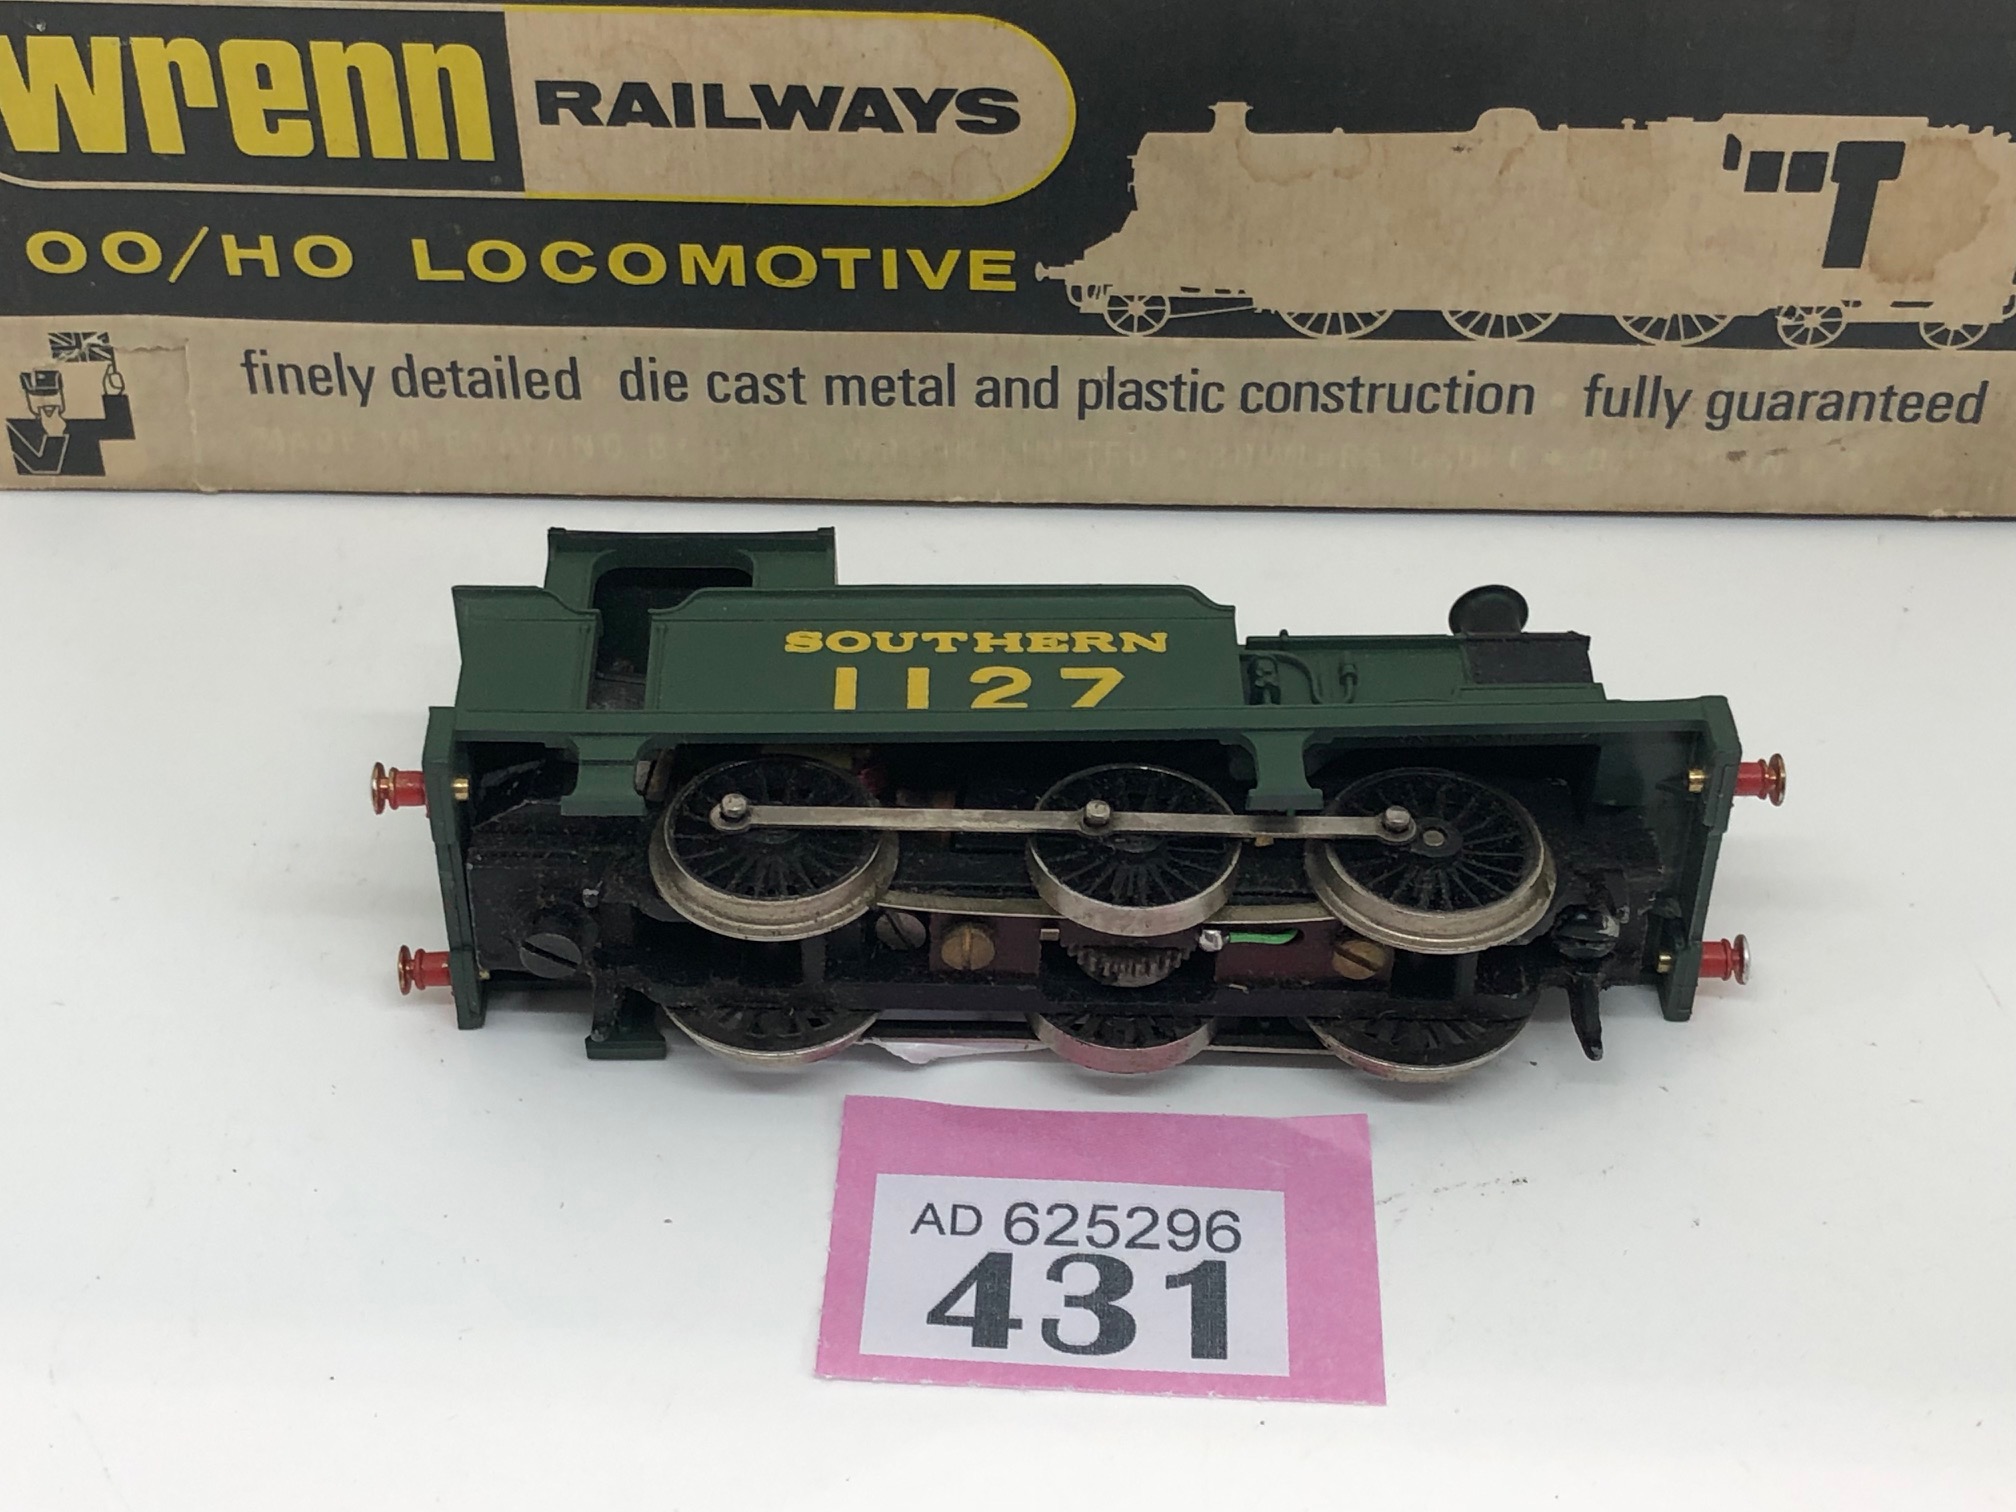 wrenn RAILWAYS
OO/HO LOCOMOTIVE
finely detailed die cast metal and plastic construction fully guaranteed
SOUTHERN
1127
AD 625296
431